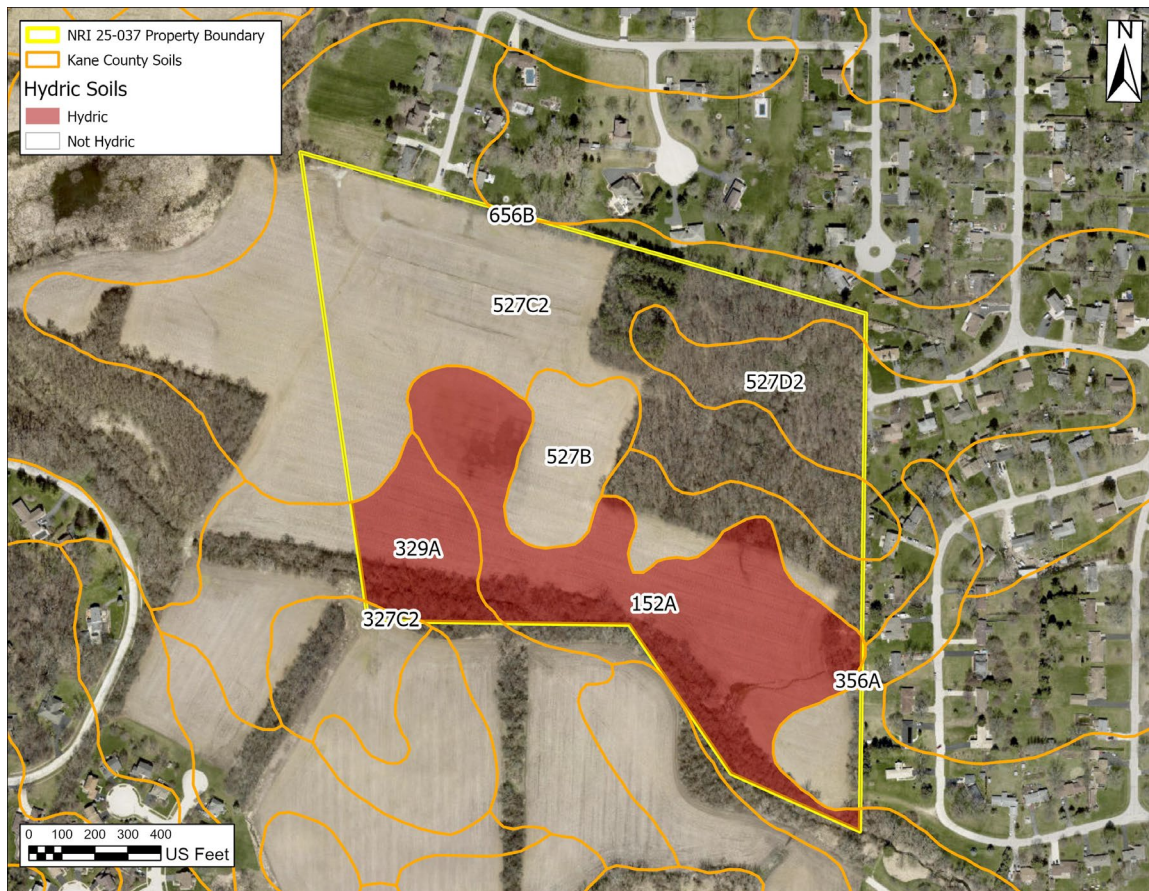 NRI 25-037 Property Boundary
Kane County Soils
Hydric Soils
Hydric
Not Hydric
N
656B
527C2
527D2
527B
329A
152A
327C2
356A
0 100 200 300 400
US Feet